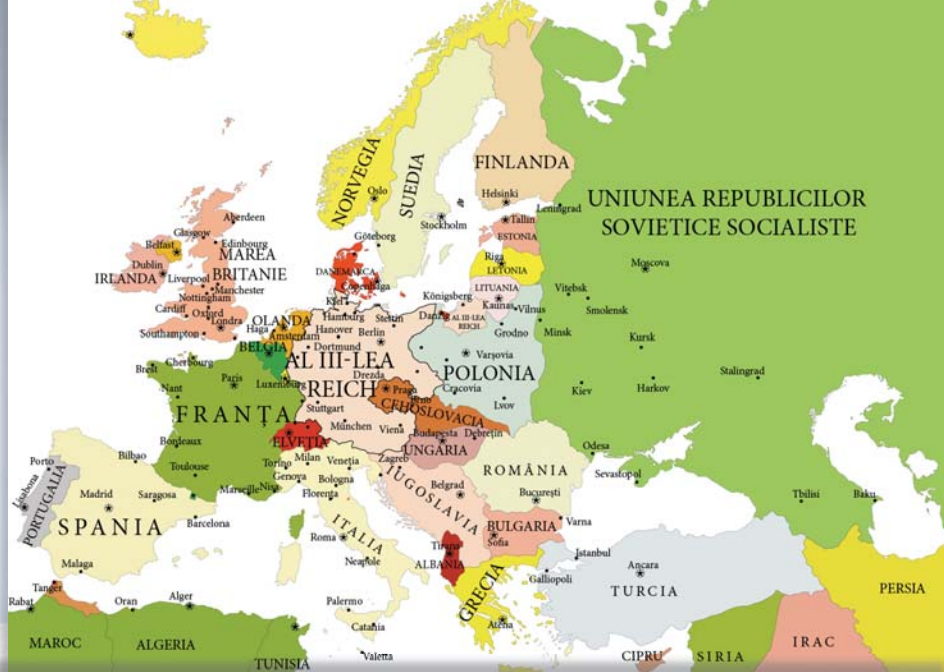 NORVEGIA
Oslo
SUEDIA
Stockholm
Göteborg
FINLANDA
Helsinki
Tallin
ESTONIA
Leningrad
UNIUNEA REPUBLICILOR
SOVIETICE SOCIALISTE
Moscova
Riga
LETONIA
LITUANIA
Kaunas
Vilnus
Vitebsk
Smolensk
Minsk
Kursk
Stalingrad
Kiev
Harkov
Odesa
Sevastopol
Tbilisi
Baku
Aberdeen
Glasgow
Edinburg
MAREA
BRITANIE
Belfast
Dublin
IRLANDA
Liverpool
Manchester
Nottingham
Cardiff
Oxford
Londra
Southampton
DANEMARCA
Copenhaga
Kiel
Hamburg
Stettin
Königsberg
Danzig
AL III-LEA
REICH
Grodno
OLANDA
Haga
Amsterdam
Hanover
Berlin
Dortmund
BELGIA
AL III-LEA
REICH
Drezda
Luxemburg
Stuttgart
München
Viena
Varșovia
POLONIA
Cracovia
Lvov
Praga
Brno
CEHOSLOVACIA
Cherbourg
Brest
Paris
Nant
FRANȚA
Bordeaux
Toulouse
Marseille
Nisa
ELVEȚIA
Budapesta
Debrețin
UNGARIA
Milan
Veneția
Torino
Genova
Bologna
Florența
ITALIA
Roma
Neapole
Palermo
Catania
Valetta
Zagreb
IUGOSLAVIA
Belgrad
ROMÂNIA
București
BULGARIA
Varna
Sofia
Tirana
ALBANIA
GRECIA
Atena
Istanbul
Galliopoli
Ancara
TURCIA
PERSIA
IRAC
SIRIA
CIPRU
Porto
Lisabona
PORTUGALIA
Bilbao
Madrid
Saragosa
SPANIA
Barcelona
Malaga
Tanger
Rabat
Oran
Alger
MAROC
ALGERIA
TUNISIA